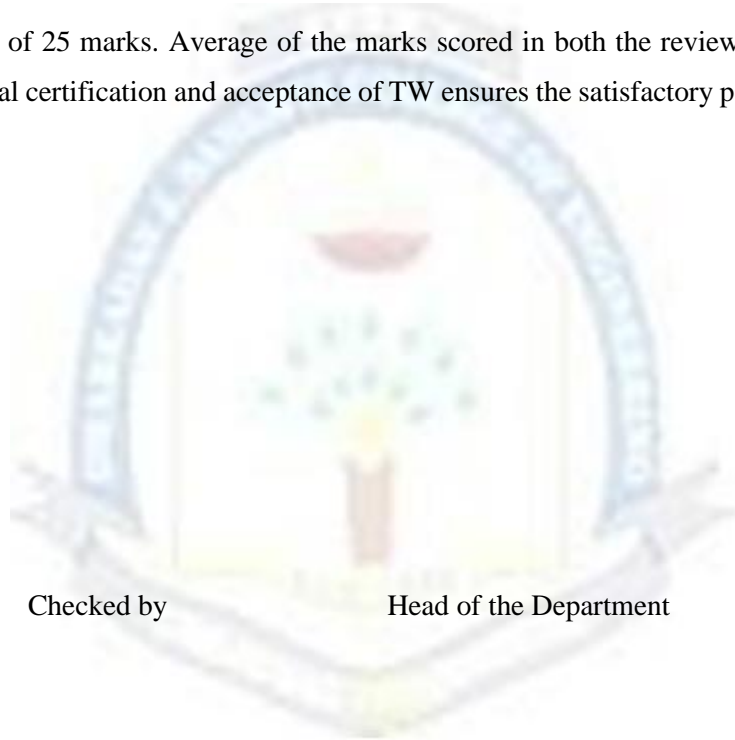 of 25 marks. Average of the marks scored in both the review
al certification and acceptance of TW ensures the satisfactory p
Checked by Head of the Department